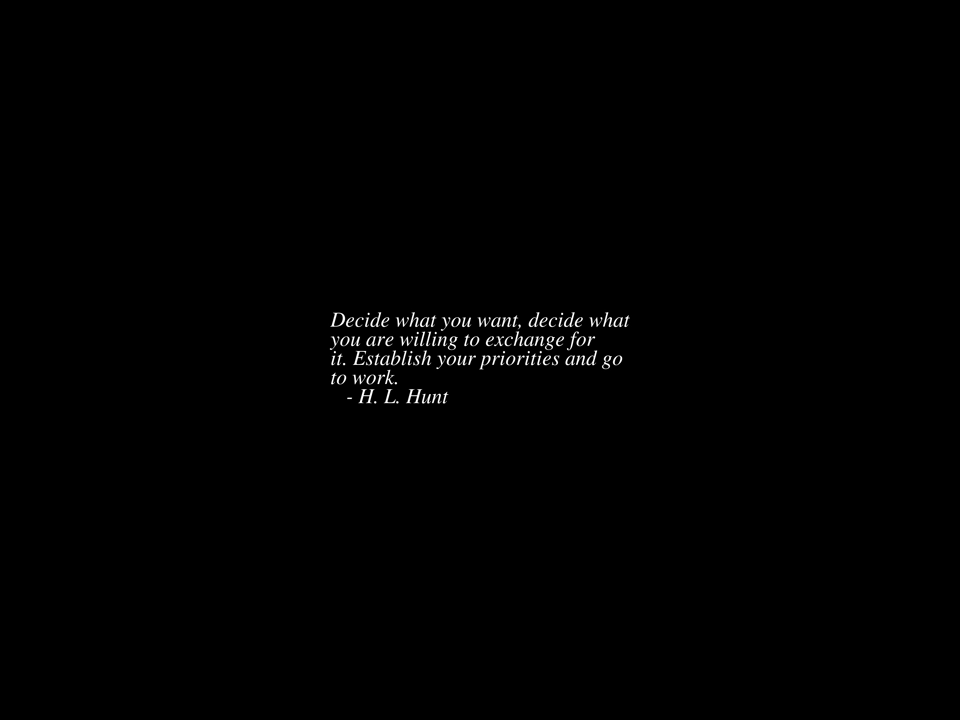 Decide what you want, decide what
you are willing to exchange for
it. Establish your priorities and go
to work.
- H. L. Hunt